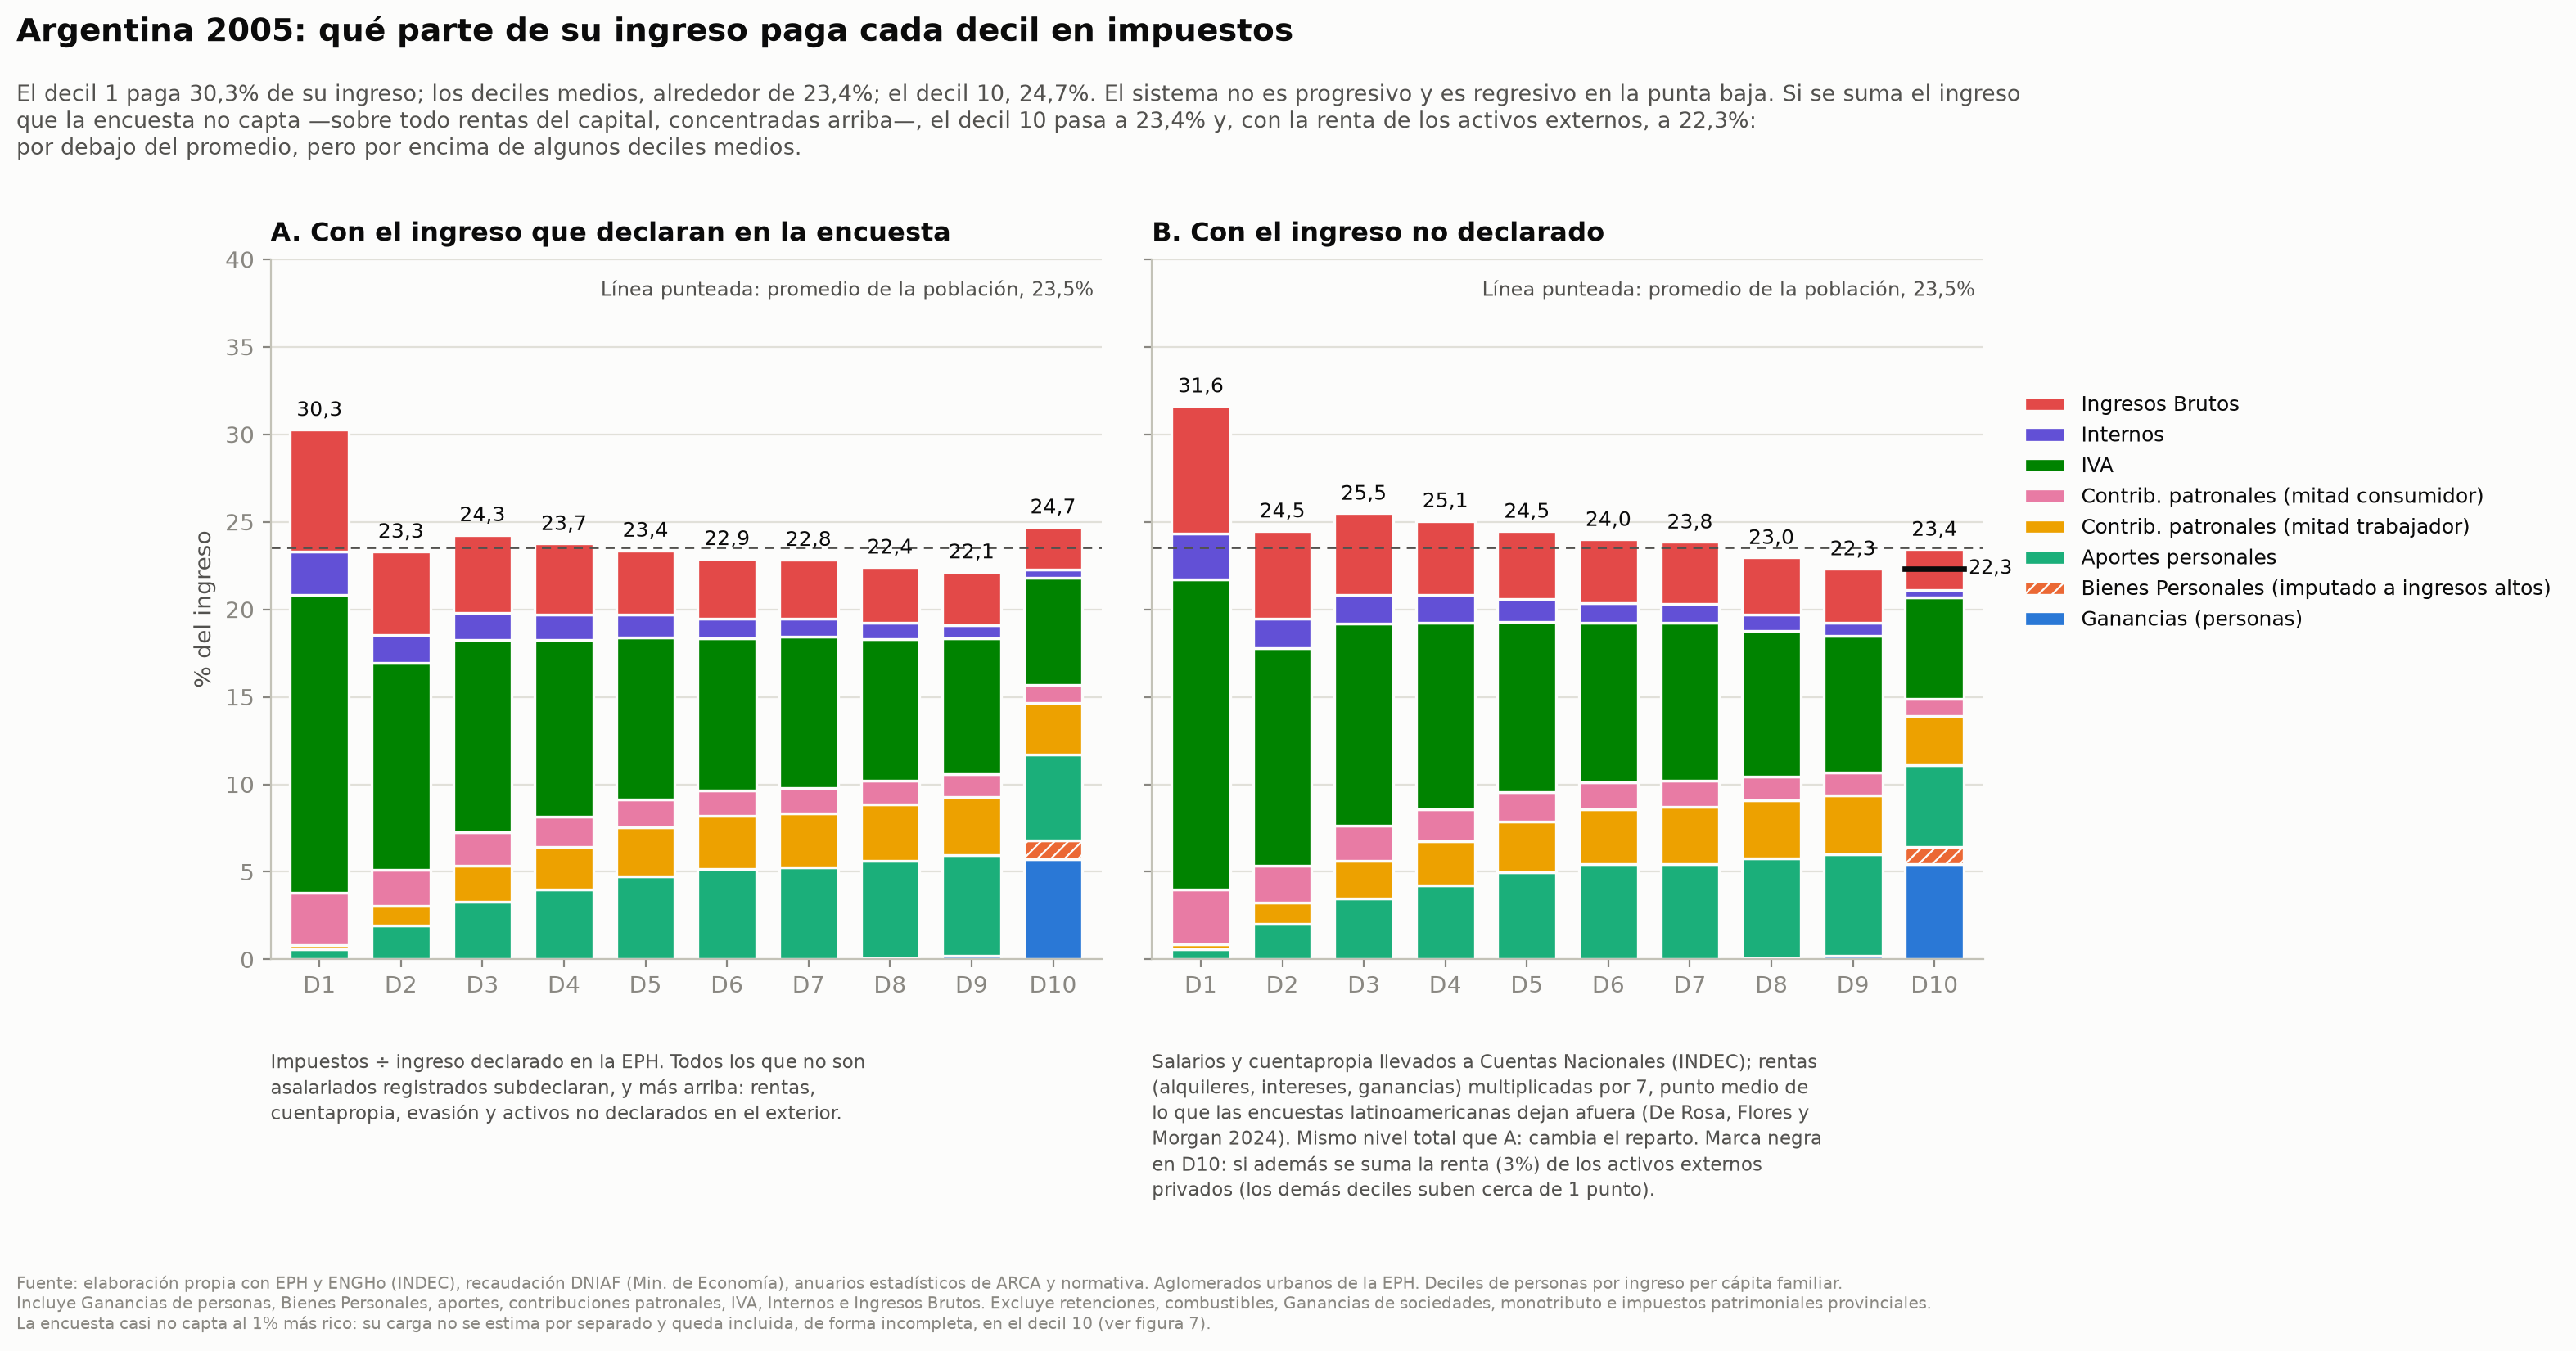 Argentina 2005: qué parte de su ingreso paga cada decil en impuestos
El decil 1 paga 30,3% de su ingreso; los deciles medios, alrededor de 23,4%; el decil 10, 24,7%. El sistema no es progresivo y es regresivo en la punta baja. Si se suma el ingreso
que la encuesta no capta —sobre todo rentas del capital, concentradas arriba—, el decil 10 pasa a 23,4% y, con la renta de los activos externos, a 22,3%:
por debajo del promedio, pero por encima de algunos deciles medios.
A. Con el ingreso que declaran en la encuesta
Línea punteada: promedio de la población, 23,5%
% del ingreso
40
35
30
25
20
15
10
5
0
30,3
23,3
24,3
23,7
23,4
22,9
22,8
22,4
22,1
24,7
D1 D2 D3 D4 D5 D6 D7 D8 D9 D10
Impuestos ÷ ingreso declarado en la EPH. Todos los que no son
asalariados registrados subdeclaran, y más arriba: rentas,
cuentapropia, evasión y activos no declarados en el exterior.
B. Con el ingreso no declarado
Línea punteada: promedio de la población, 23,5%
31,6
24,5
25,5
25,1
24,5
24,0
23,8
23,0
22,3
23,4
22,3
D1 D2 D3 D4 D5 D6 D7 D8 D9 D10
Salarios y cuentapropia llevados a Cuentas Nacionales (INDEC); rentas
(alquileres, intereses, ganancias) multiplicadas por 7, punto medio de
lo que las encuestas latinoamericanas dejan afuera (De Rosa, Flores y
Morgan 2024). Mismo nivel total que A: cambia el reparto. Marca negra
en D10: si además se suma la renta (3%) de los activos externos
privados (los demás deciles suben cerca de 1 punto).
Ingresos Brutos
Internos
IVA
Contrib. patronales (mitad consumidor)
Contrib. patronales (mitad trabajador)
Aportes personales
Bienes Personales (imputado a ingresos altos)
Ganancias (personas)
Fuente: elaboración propia con EPH y ENGHo (INDEC), recaudación DNIAF (Min. de Economía), anuarios estadísticos de ARCA y normativa. Aglomerados urbanos de la EPH. Deciles de personas por ingreso per cápita familiar.
Incluye Ganancias de personas, Bienes Personales, aportes, contribuciones patronales, IVA, Internos e Ingresos Brutos. Excluye retenciones, combustibles, Ganancias de sociedades, monotributo e impuestos patrimoniales provinciales.
La encuesta casi no capta al 1% más rico: su carga no se estima por separado y queda incluida, de forma incompleta, en el decil 10 (ver figura 7).